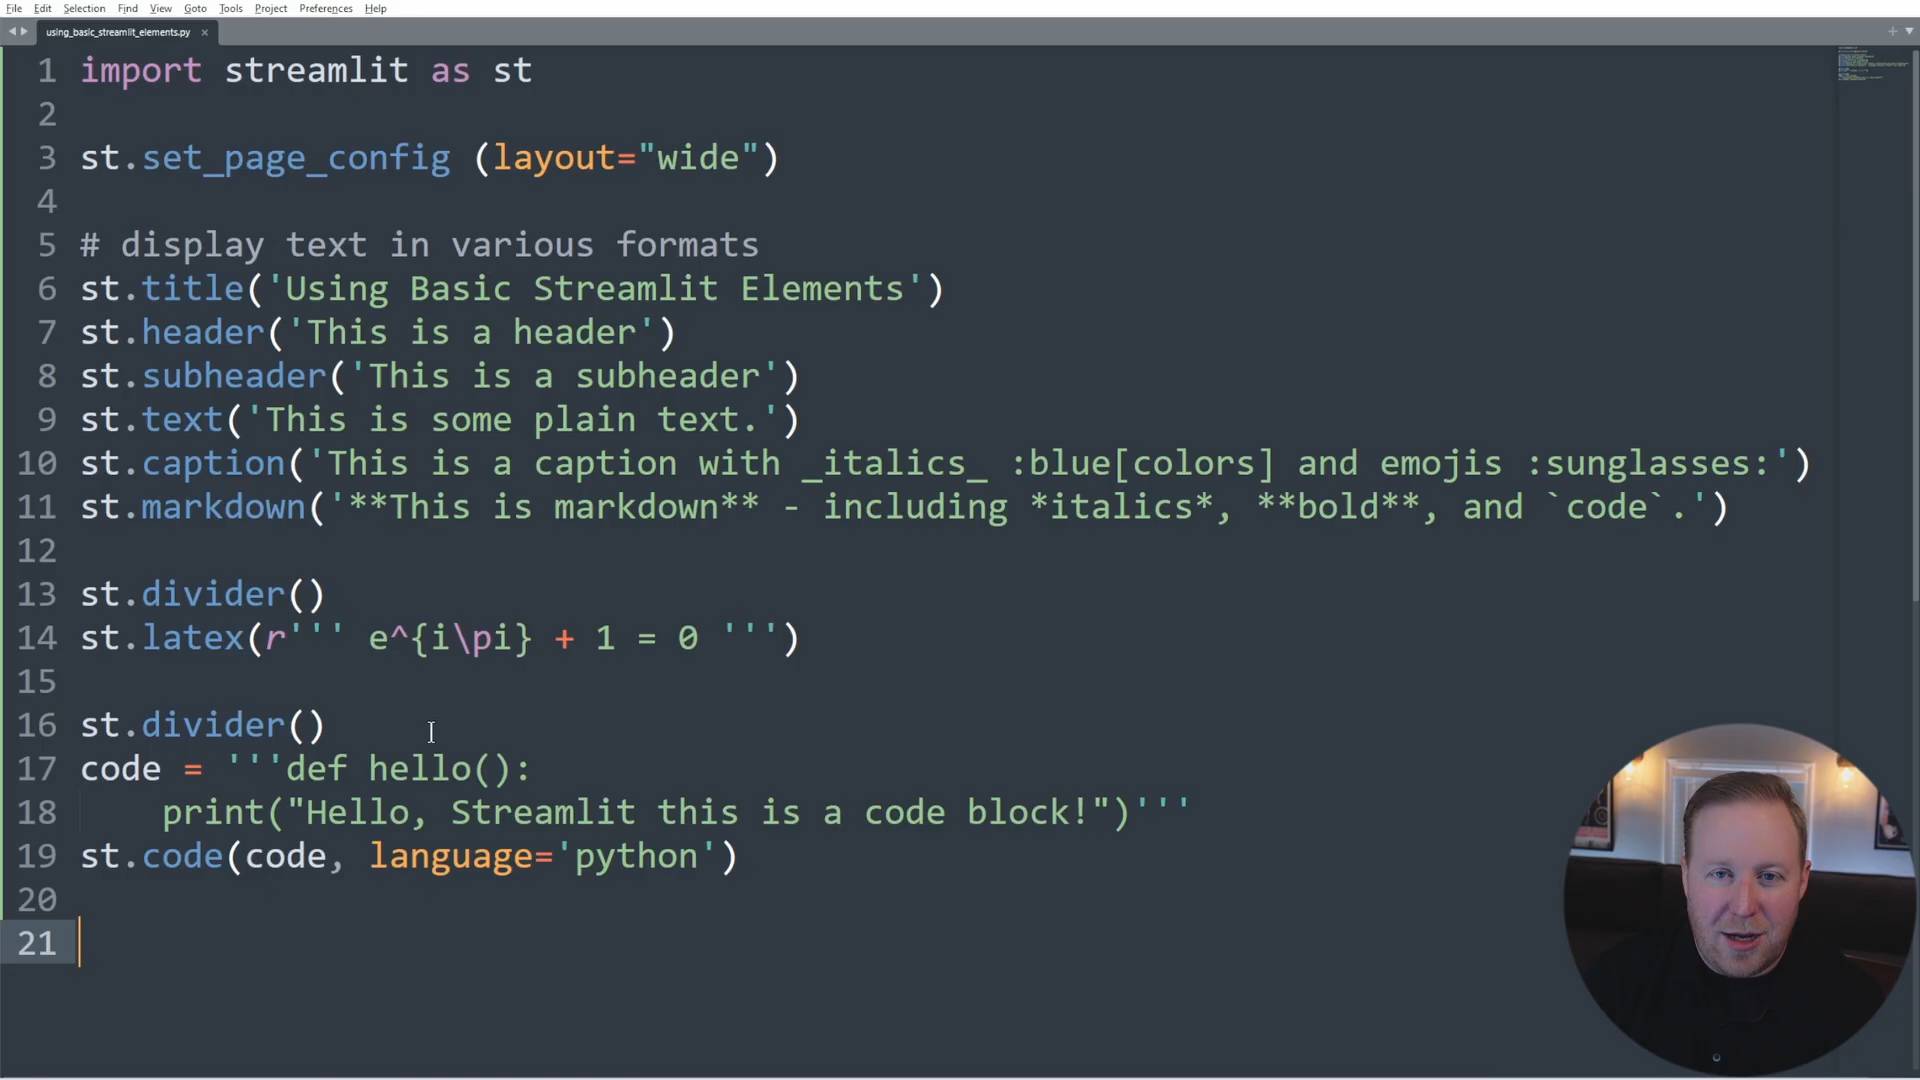 File Edit Selection Find View Goto Tools Project Preferences Help
using_basic_streamlit_elements.py ×
1 import streamlit as st
2
3 st.set_page_config (layout="wide")
4
5 # display text in various formats
6 st.title('Using Basic Streamlit Elements')
7 st.header('This is a header')
8 st.subheader('This is a subheader')
9 st.text('This is some plain text.')
10 st.caption('This is a caption with _italics_ :blue[colors] and emojis :sunglasses:')
11 st.markdown('**This is markdown** - including *italics*, **bold**, and `code`.')
12
13 st.divider()
14 st.latex(r''' e^{i\pi} + 1 = 0 ''')
15
16 st.divider()
17 code = '''def hello():
18     print("Hello, Streamlit this is a code block!")'''
19 st.code(code, language='python')
20
21